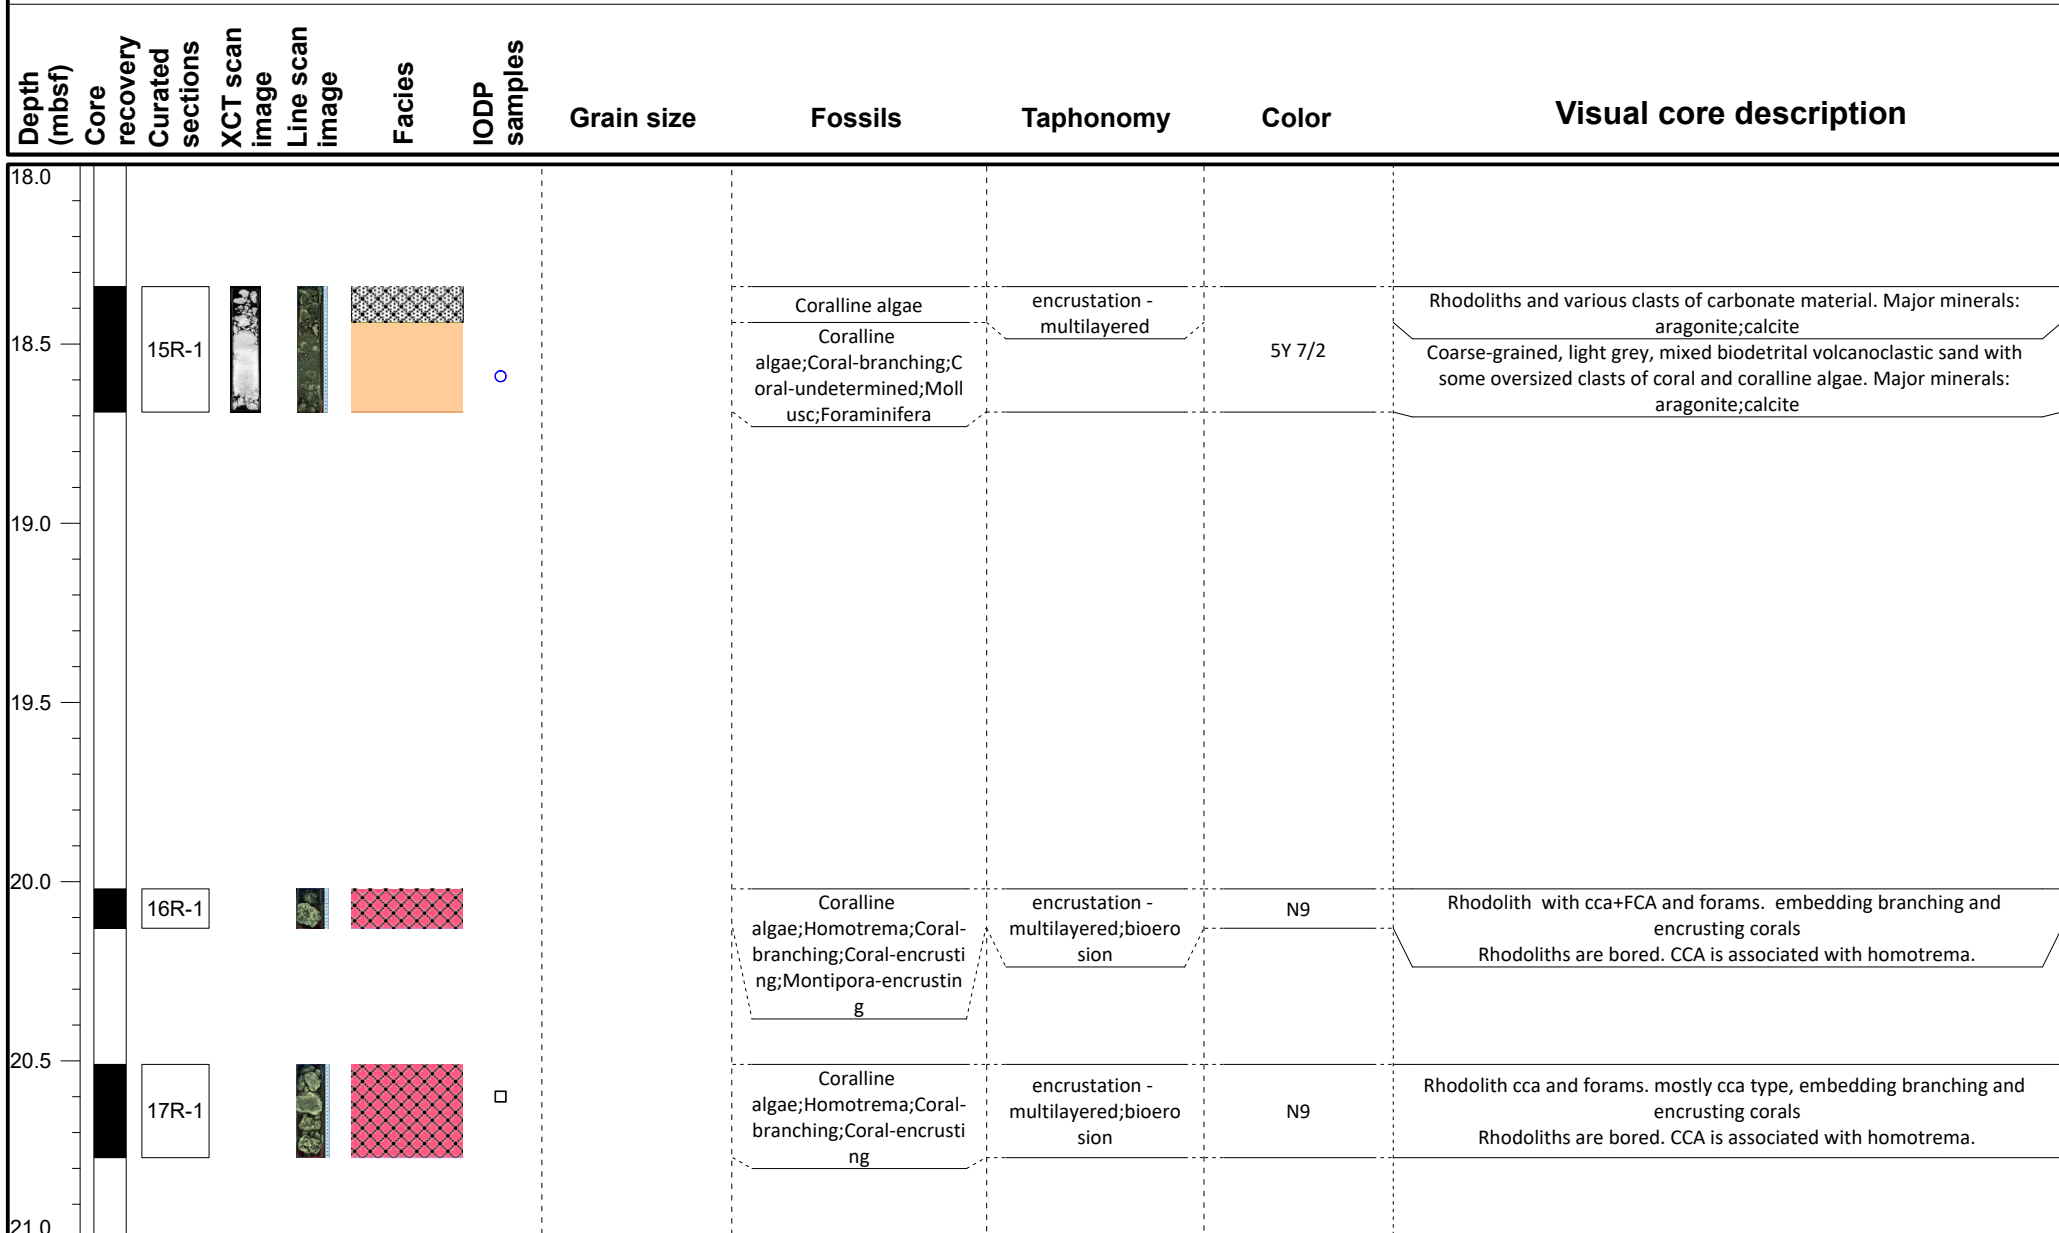 Depth
(mbsf)
Core
recovery
Curated
sections
XCT scan
image
Line scan
image
Facies
IODP
samples
Grain size
Fossils
Taphonomy
Color
Visual core description
18.0
18.5
19.0
19.5
20.0
20.5
21.0
15R-1
Coralline algae
Coralline
algae;Coral-branching;C
oral-undetermined;Moll
usc;Foraminifera
encrustation -
multilayered
5Y 7/2
Rhodoliths and various clasts of carbonate material. Major minerals:
aragonite;calcite
Coarse-grained, light grey, mixed biodetrital volcanoclastic sand with
some oversized clasts of coral and coralline algae. Major minerals:
aragonite;calcite
16R-1
Coralline
algae;Homotrema;Coral-
branching;Coral-encrusti
ng;Montipora-encrustin
g
encrustation -
multilayered;bioero
sion
N9
Rhodolith  with cca+FCA and forams.  embedding branching and
encrusting corals
Rhodoliths are bored. CCA is associated with homotrema.
17R-1
Coralline
algae;Homotrema;Coral-
branching;Coral-encrusti
ng
encrustation -
multilayered;bioero
sion
N9
Rhodolith cca and forams. mostly cca type, embedding branching and
encrusting corals
Rhodoliths are bored. CCA is associated with homotrema.